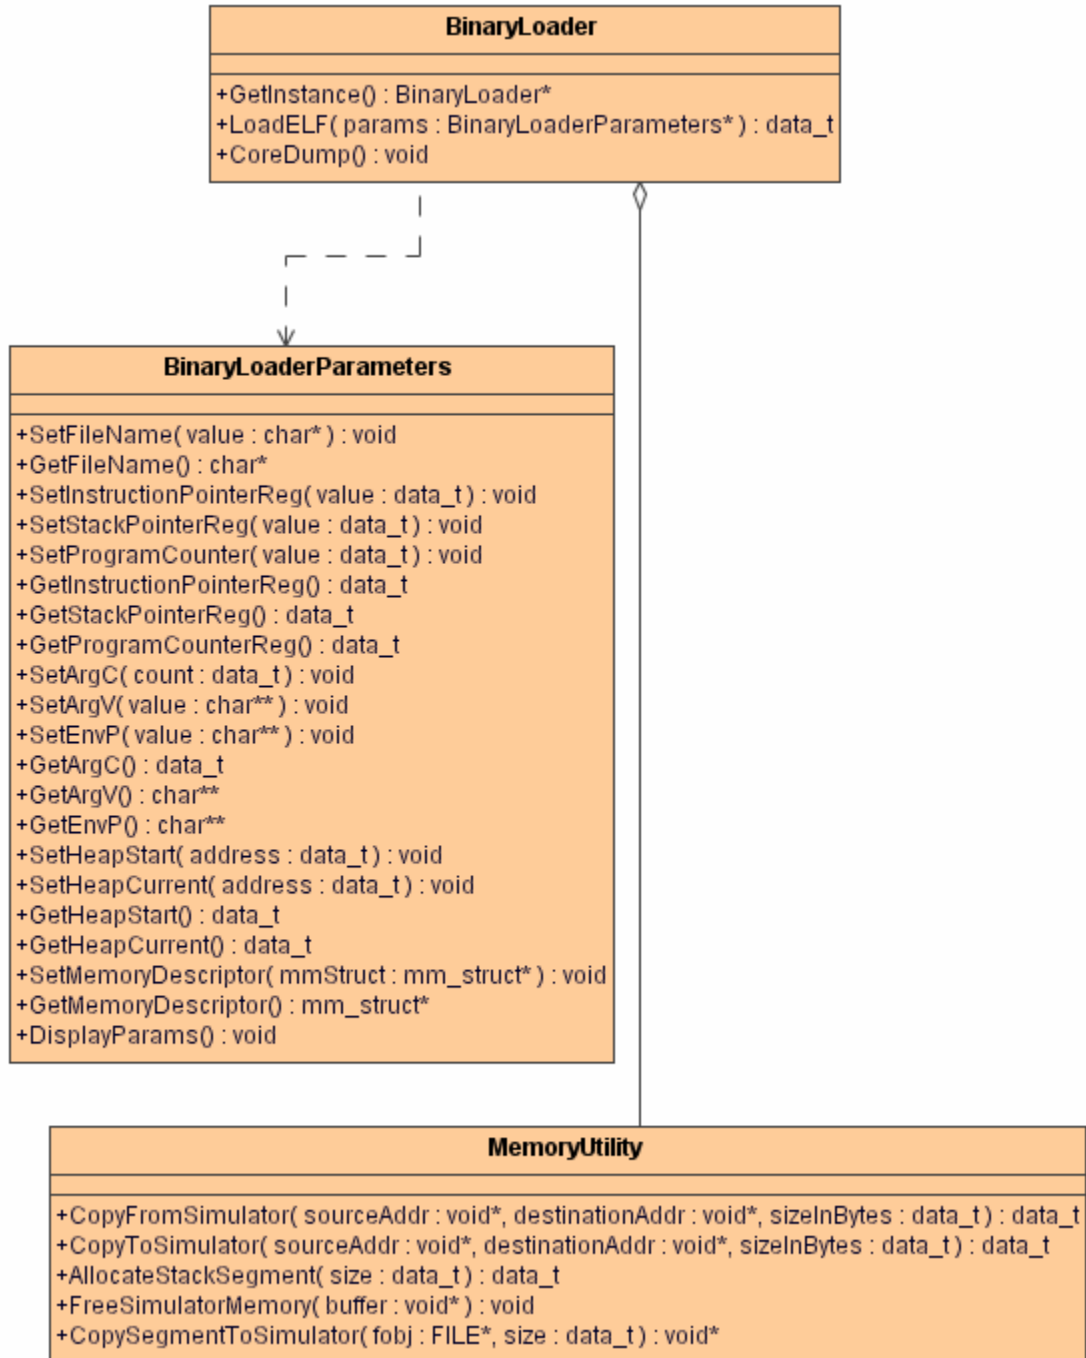 BinaryLoader
+GetInstance() : BinaryLoader*
+LoadELF( params : BinaryLoaderParameters* ) : data_t
+CoreDump() : void
BinaryLoaderParameters
+SetFileName( value : char* ) : void
+GetFileName() : char*
+SetInstructionPointerReg( value : data_t ) : void
+SetStackPointerReg( value : data_t ) : void
+SetProgramCounter( value : data_t ) : void
+GetInstructionPointerReg() : data_t
+GetStackPointerReg() : data_t
+GetProgramCounterReg() : data_t
+SetArgC( count : data_t ) : void
+SetArgV( value : char** ) : void
+SetEnvP( value : char** ) : void
+GetArgC() : data_t
+GetArgV() : char**
+GetEnvP() : char**
+SetHeapStart( address : data_t ) : void
+SetHeapCurrent( address : data_t ) : void
+GetHeapStart() : data_t
+GetHeapCurrent() : data_t
+SetMemoryDescriptor( mmStruct : mm_struct* ) : void
+GetMemoryDescriptor() : mm_struct*
+DisplayParams() : void
MemoryUtility
+CopyFromSimulator( sourceAddr : void*, destinationAddr : void*, sizeInBytes : data_t ) : data_t
+CopyToSimulator( sourceAddr : void*, destinationAddr : void*, sizeInBytes : data_t ) : data_t
+AllocateStackSegment( size : data_t ) : data_t
+FreeSimulatorMemory( buffer : void* ) : void
+CopySegmentToSimulator( fobj : FILE*, size : data_t ) : void*